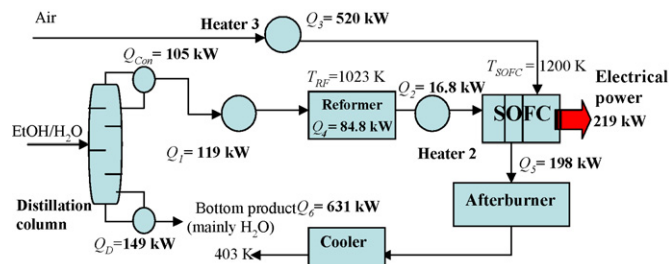 Air
Heater 3
Q3= 520 kW
QCon= 105 kW
TSOFC = 1200 K
TRF=1023 K
Q2= 16.8 kW
Electrical
power
219 kW
Reformer
Q4= 84.8 kW
SOFC
EtOH/H2O
Q1= 119 kW
Heater 2
Q5= 198 kW
Distillation
column
Bottom product
(mainly H2O)
Q6= 631 kW
Afterburner
QD=149 kW
403 K
Cooler